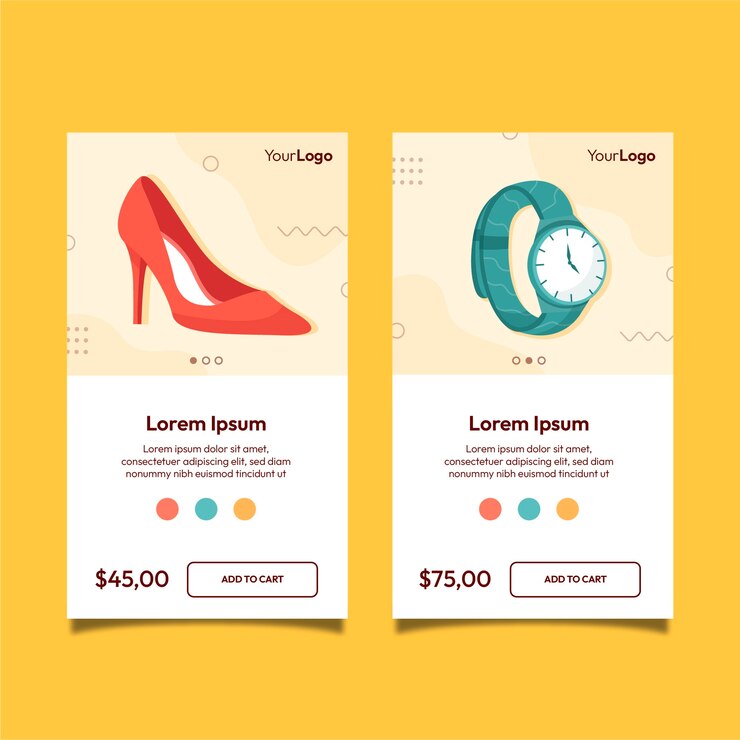 YourLogo
Lorem Ipsum
Lorem ipsum dolor sit amet,
consectetuer adipiscing elit, sed diam
nonummy nibh euismod tincidunt ut
$45,00
ADD TO CART
YourLogo
Lorem Ipsum
Lorem ipsum dolor sit amet,
consectetuer adipiscing elit, sed diam
nonummy nibh euismod tincidunt ut
$75,00
ADD TO CART